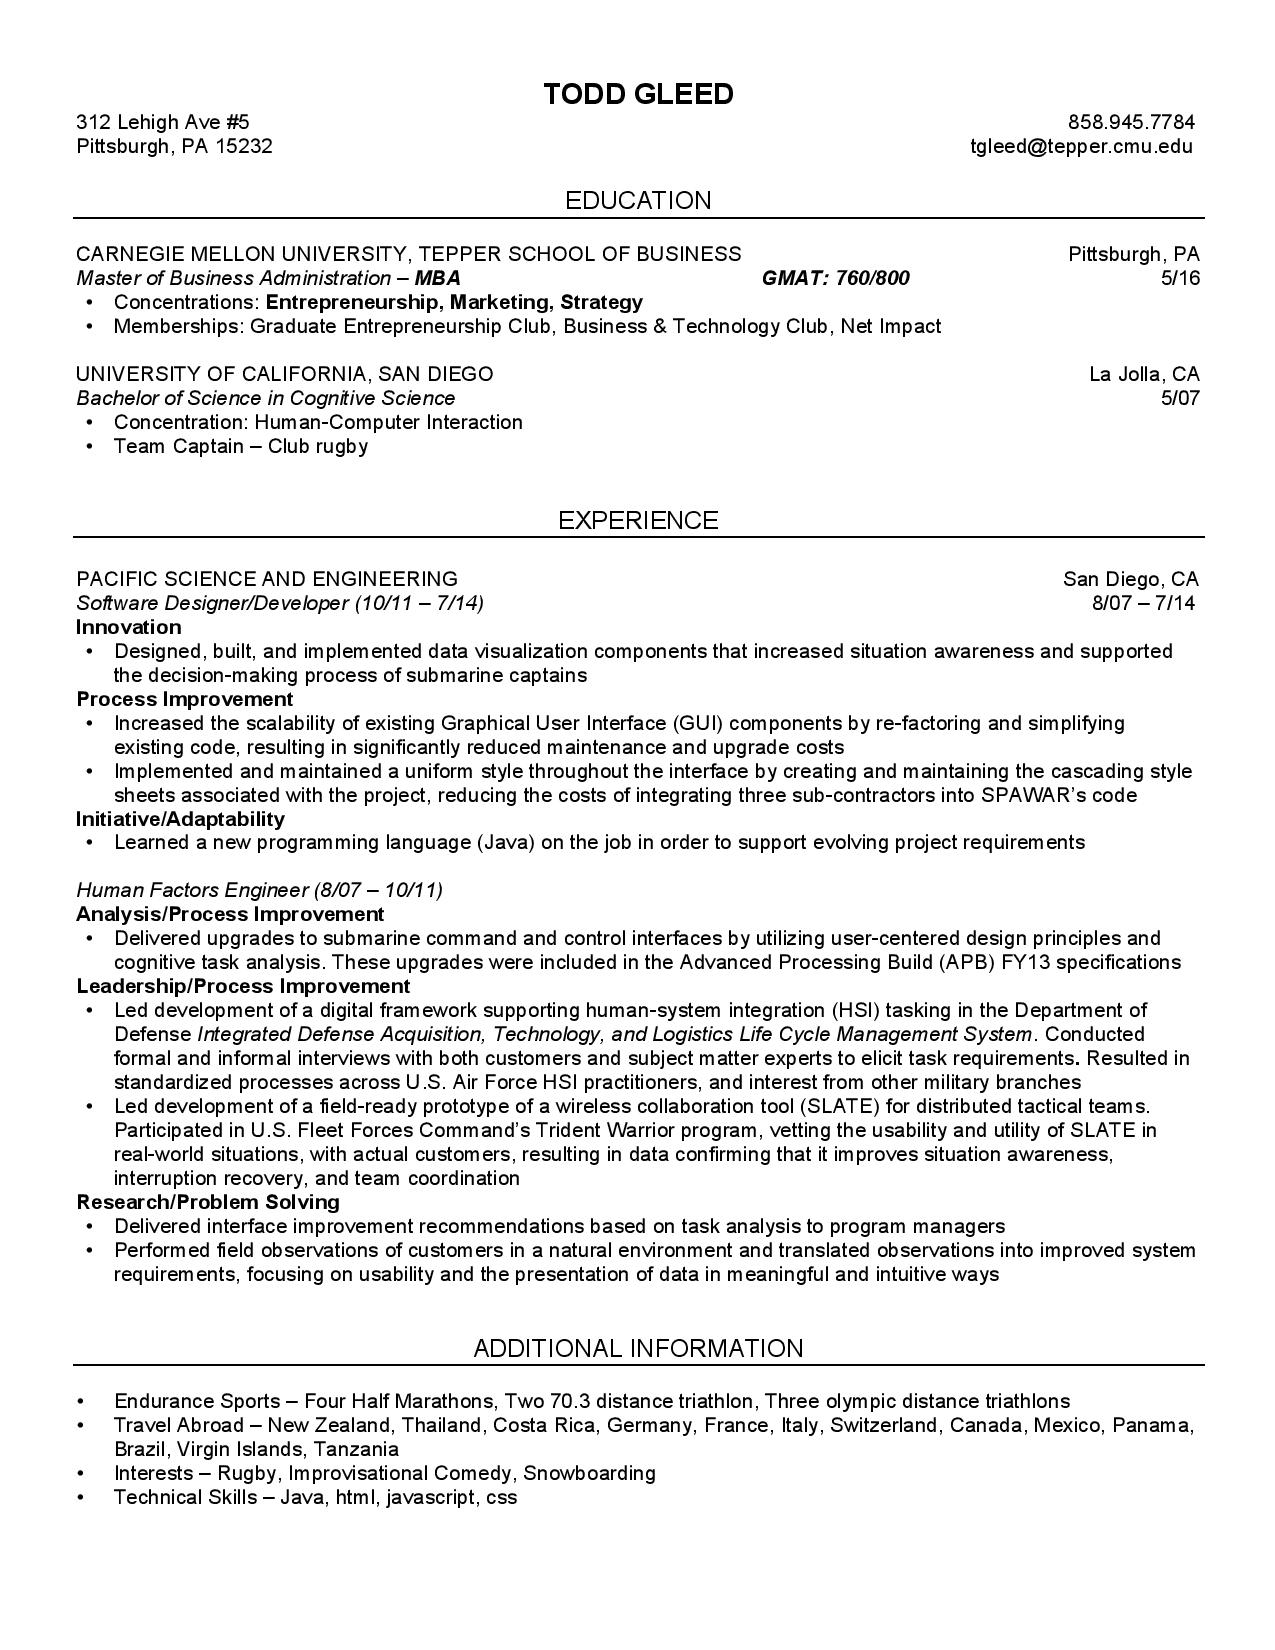 TODD GLEED
312 Lehigh Ave #5 858.945.7784
Pittsburgh, PA 15232 tgleed@tepper.cmu.edu
EDUCATION
CARNEGIE MELLON UNIVERSITY, TEPPER SCHOOL OF BUSINESS Pittsburgh, PA
Master of Business Administration – MBA GMAT: 760/800 5/16
• Concentrations: Entrepreneurship, Marketing, Strategy
• Memberships: Graduate Entrepreneurship Club, Business & Technology Club, Net Impact
UNIVERSITY OF CALIFORNIA, SAN DIEGO La Jolla, CA
Bachelor of Science in Cognitive Science 5/07
• Concentration: Human-Computer Interaction
• Team Captain – Club rugby
EXPERIENCE
PACIFIC SCIENCE AND ENGINEERING San Diego, CA
Software Designer/Developer (10/11 – 7/14) 8/07 – 7/14
Innovation
• Designed, built, and implemented data visualization components that increased situation awareness and supported
the decision-making process of submarine captains
Process Improvement
• Increased the scalability of existing Graphical User Interface (GUI) components by re-factoring and simplifying
existing code, resulting in significantly reduced maintenance and upgrade costs
• Implemented and maintained a uniform style throughout the interface by creating and maintaining the cascading style
sheets associated with the project, reducing the costs of integrating three sub-contractors into SPAWAR's code
Initiative/Adaptability
• Learned a new programming language (Java) on the job in order to support evolving project requirements
Human Factors Engineer (8/07 – 10/11)
Analysis/Process Improvement
• Delivered upgrades to submarine command and control interfaces by utilizing user-centered design principles and
cognitive task analysis. These upgrades were included in the Advanced Processing Build (APB) FY13 specifications
Leadership/Process Improvement
• Led development of a digital framework supporting human-system integration (HSI) tasking in the Department of
Defense Integrated Defense Acquisition, Technology, and Logistics Life Cycle Management System. Conducted
formal and informal interviews with both customers and subject matter experts to elicit task requirements. Resulted in
standardized processes across U.S. Air Force HSI practitioners, and interest from other military branches
• Led development of a field-ready prototype of a wireless collaboration tool (SLATE) for distributed tactical teams.
Participated in U.S. Fleet Forces Command's Trident Warrior program, vetting the usability and utility of SLATE in
real-world situations, with actual customers, resulting in data confirming that it improves situation awareness,
interruption recovery, and team coordination
Research/Problem Solving
• Delivered interface improvement recommendations based on task analysis to program managers
• Performed field observations of customers in a natural environment and translated observations into improved system
requirements, focusing on usability and the presentation of data in meaningful and intuitive ways
ADDITIONAL INFORMATION
• Endurance Sports – Four Half Marathons, Two 70.3 distance triathlon, Three olympic distance triathlons
• Travel Abroad – New Zealand, Thailand, Costa Rica, Germany, France, Italy, Switzerland, Canada, Mexico, Panama,
Brazil, Virgin Islands, Tanzania
• Interests – Rugby, Improvisational Comedy, Snowboarding
• Technical Skills – Java, html, javascript, css